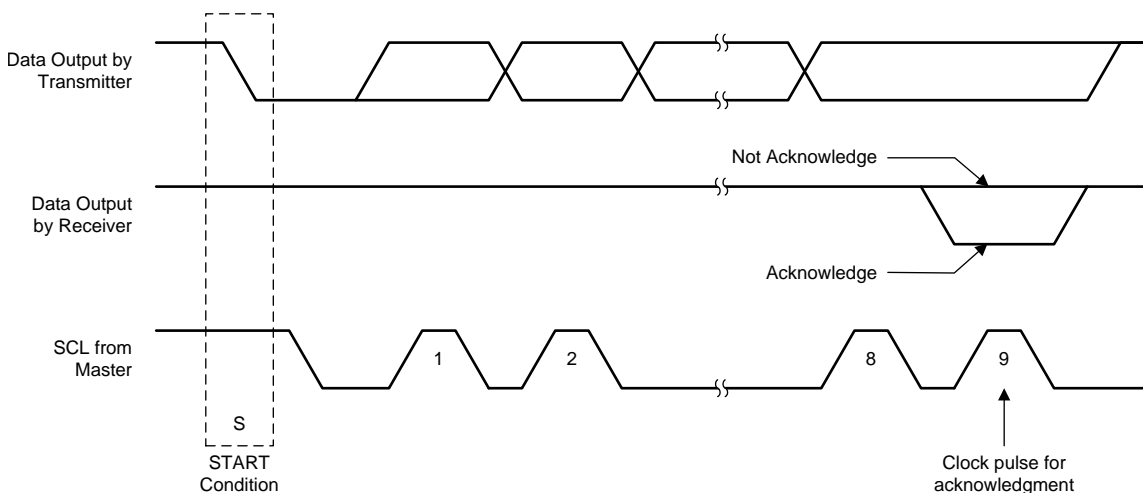 Data Output by
Transmitter
Not Acknowledge
Data Output
by Receiver
Acknowledge
SCL from
Master
1
2
8
9
S
START
Condition
Clock pulse for
acknowledgment